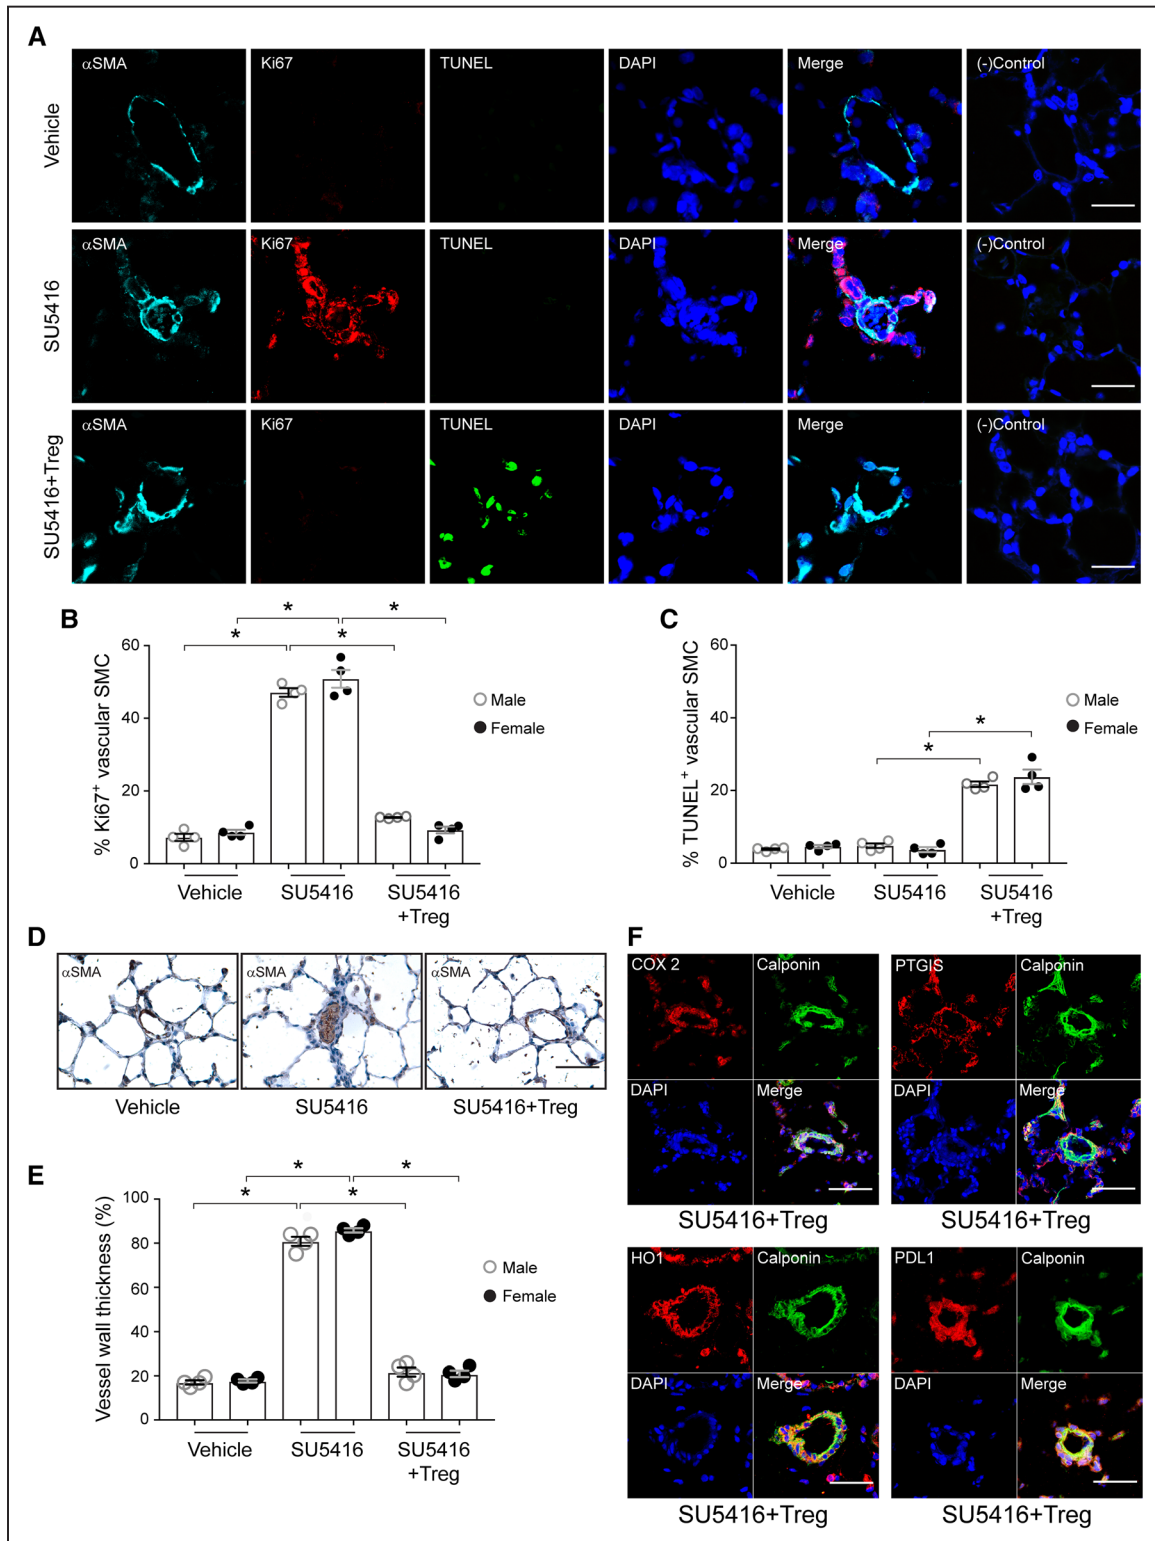 A
αSMA Ki67 TUNEL DAPI Merge (-)Control
Vehicle
αSMA Ki67 TUNEL DAPI Merge (-)Control
SU5416
αSMA Ki67 TUNEL DAPI Merge (-)Control
SU5416+Treg
B
* *
* *
% Ki67+ vascular SMC
60
40
20
0
Male
Female
Vehicle SU5416 SU5416
+Treg
C
*
*
% TUNEL+ vascular SMC
60
40
20
0
Male
Female
Vehicle SU5416 SU5416
+Treg
D
αSMA αSMA αSMA
Vehicle SU5416 SU5416+Treg
E
* *
* *
Vessel wall thickness (%)
100
80
60
40
20
0
Male
Female
Vehicle SU5416 SU5416
+Treg
F
COX 2 Calponin
DAPI Merge
SU5416+Treg
PTGIS Calponin
DAPI Merge
SU5416+Treg
HO1 Calponin
DAPI Merge
SU5416+Treg
PDL1 Calponin
DAPI Merge
SU5416+Treg